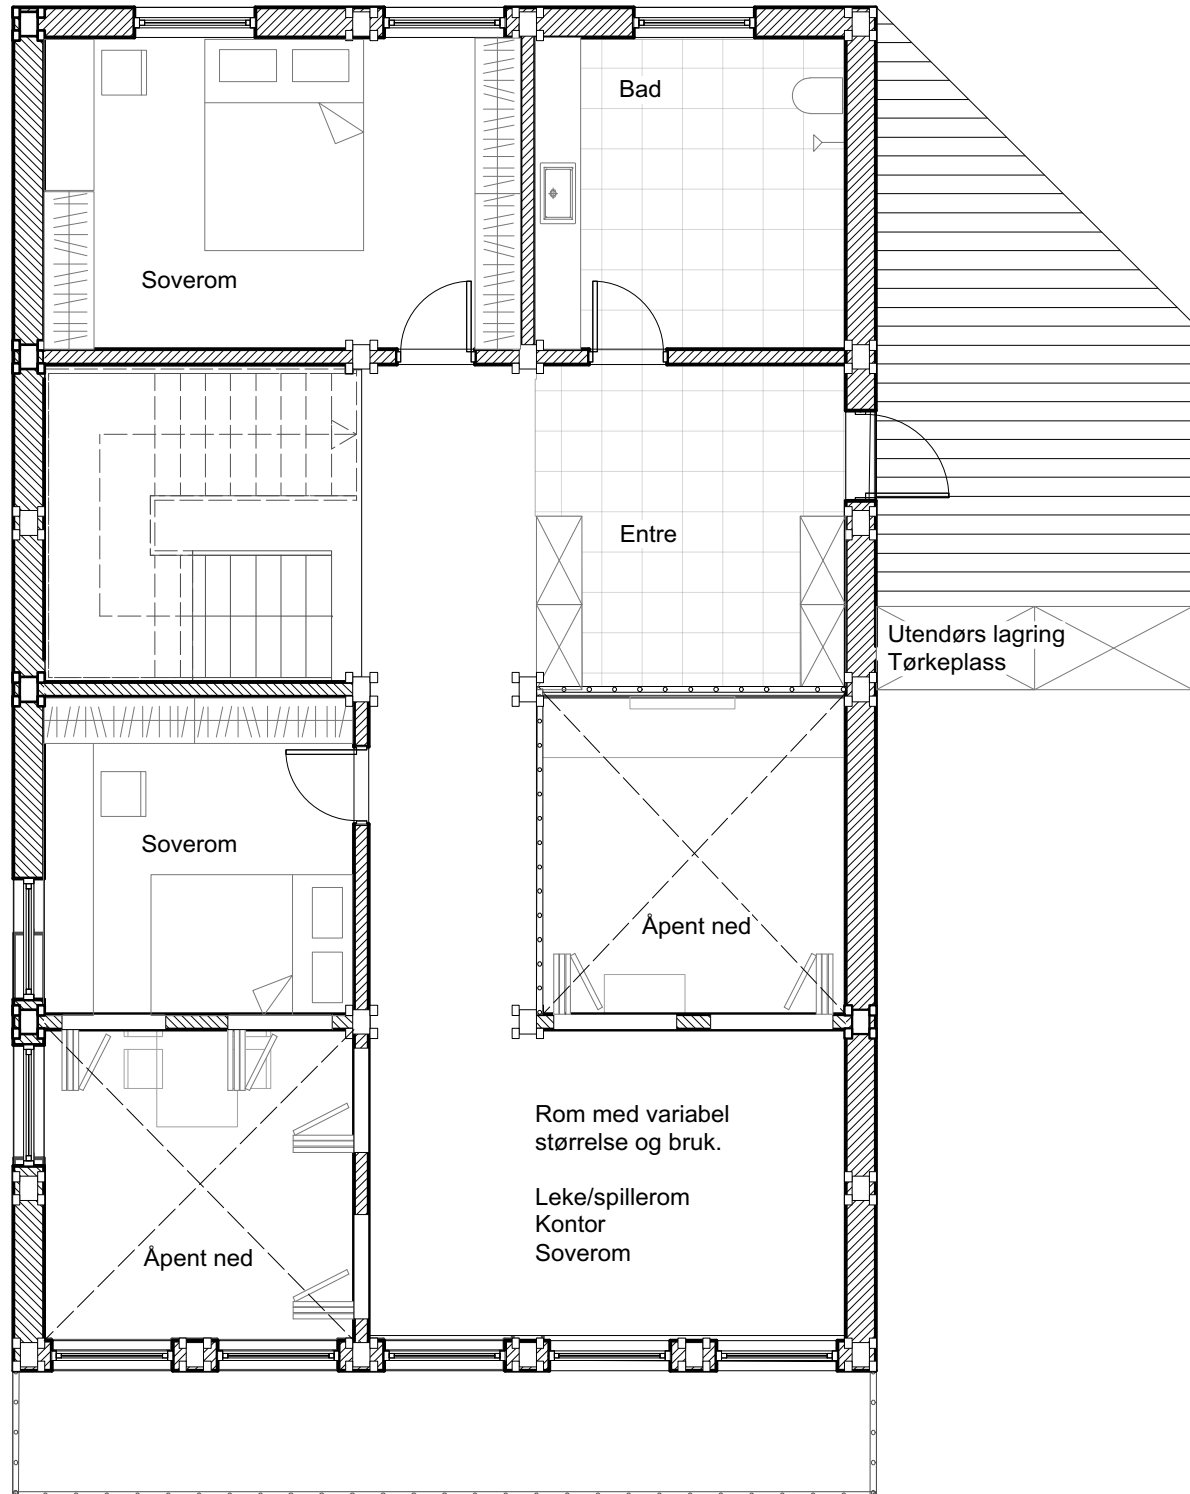 Bad
Soverom
Entre
Utendørs lagring
Tørkeplass
Soverom
Åpent ned
Rom med variabel
størrelse og bruk.
Leke/spillerom
Kontor
Soverom
Åpent ned